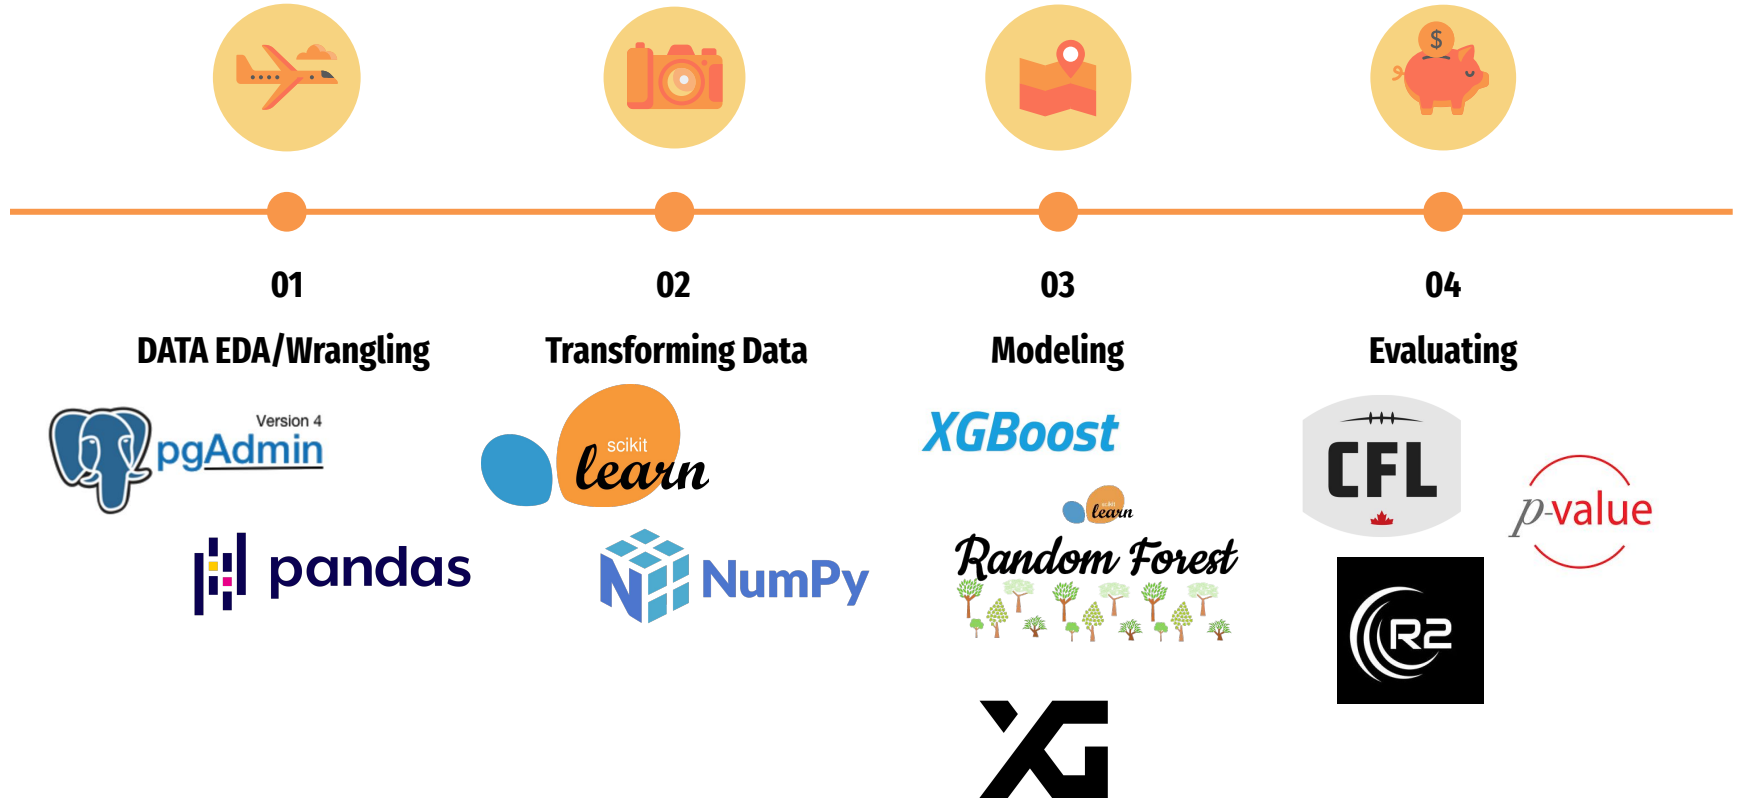 $
01
02
03
04
DATA EDA/Wrangling
Transforming Data
Modeling
Evaluating
Version 4
pgAdmin
pandas
scikit
learn
NumPy
XGBoost
scikit
learn
Random Forest
XG
CFL
p-value
R2